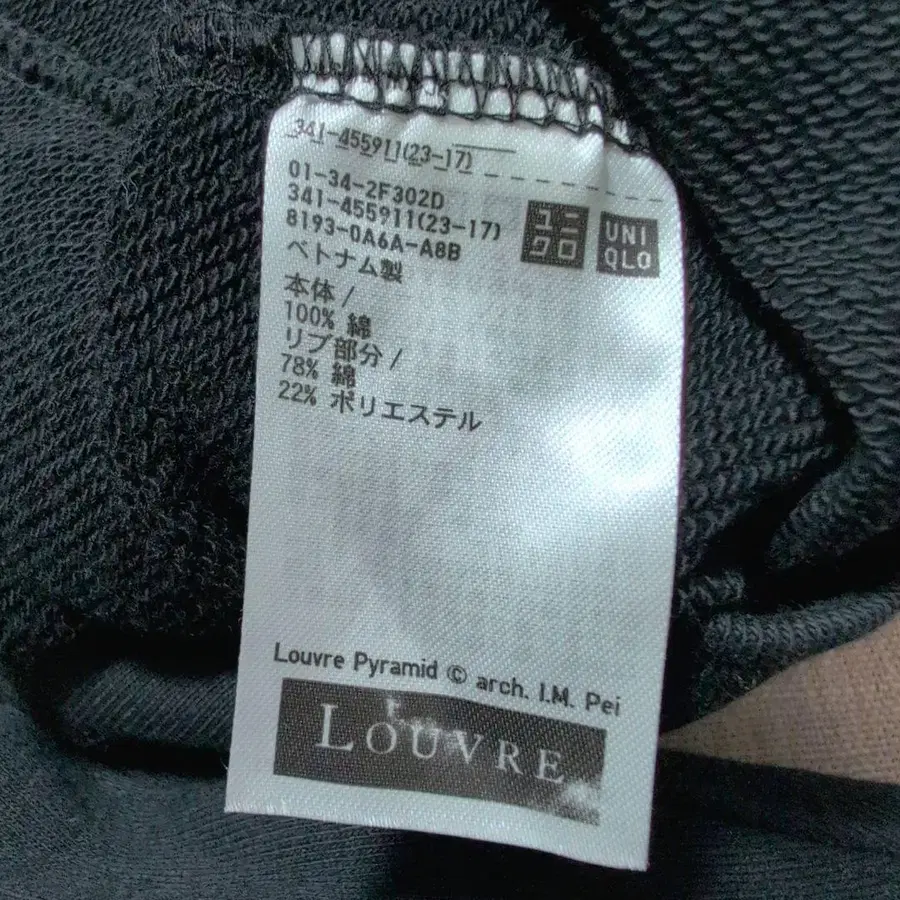 341-455911(23-17)
01-34-2F302D
341-455911(23-17)
8193-0A6A-A8B
ユニクロ
UNIQLO
ベトナム製
本体 /
100% 綿
リブ部分 /
78% 綿
22% ポリエステル
Louvre Pyramid © arch. I.M. Pei
LOUVRE